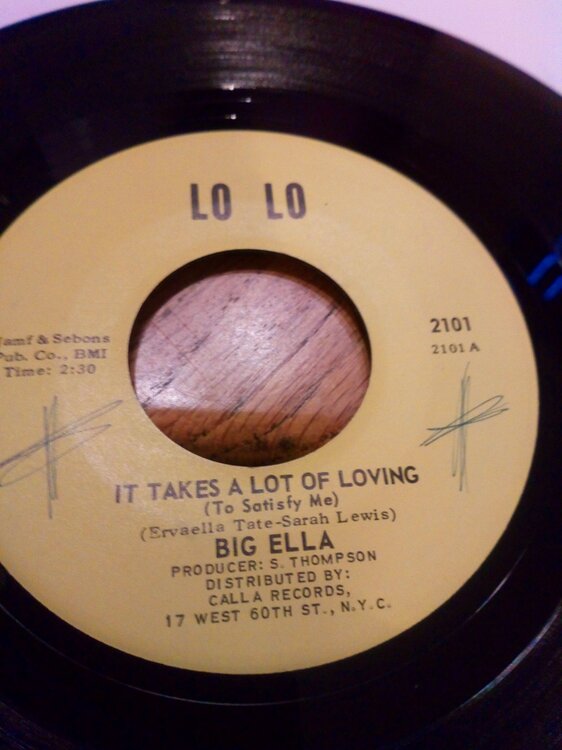 LO LO
Jamf & Sebons
Pub. Co., BMI
Time: 2:30
2101
2101 A
IT TAKES A LOT OF LOVING
(To Satisfy Me)
(Ervaella Tate-Sarah Lewis)
BIG ELLA
PRODUCER: S. THOMPSON
DISTRIBUTED BY:
CALLA RECORDS,
17 WEST 60TH ST., N.Y.C.